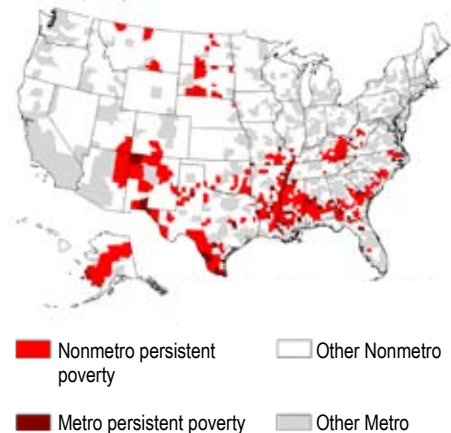 Nonmetro persistent
poverty
Other Nonmetro
Metro persistent poverty
Other Metro